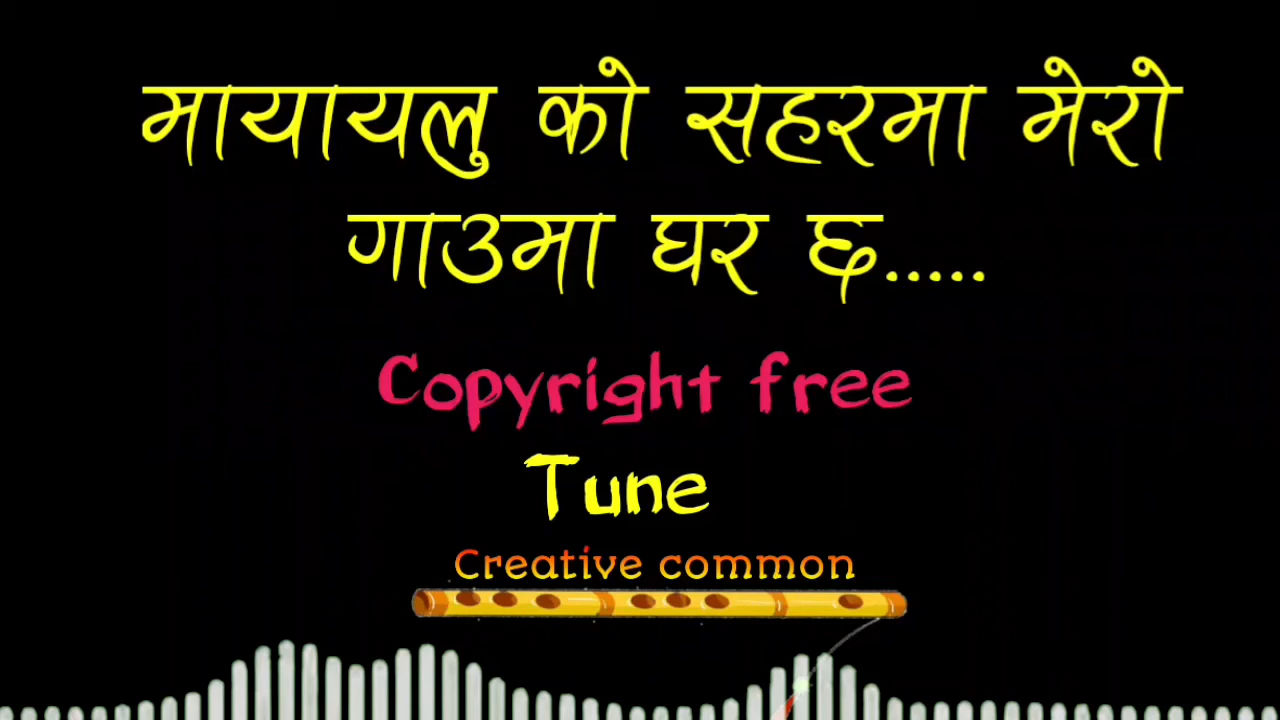 मायायलु को सहरमा मेरो
गाउमा घर छ.....
Copyright free
Tune
Creative common